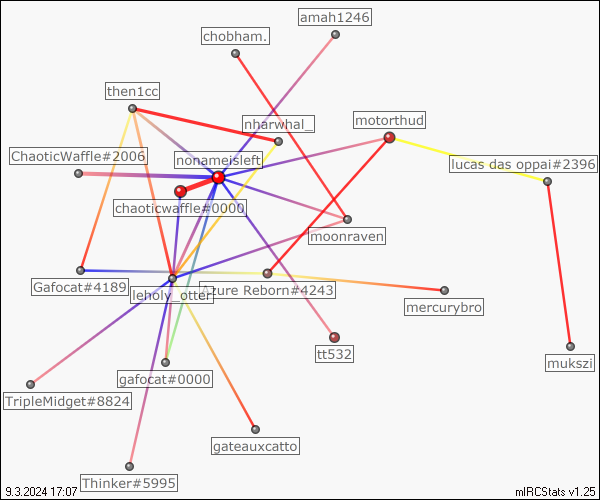 amah1246
chobham.
then1cc
nharwhal_
motorthud
ChaoticWaffle#2006
nonameisleft
lucas das oppai#2396
chaoticwaffle#0000
moonraven
Gafocat#4189
leholy_otter
Azure Reborn#4243
mercurybro
tt532
mukszi
gafocat#0000
TripleMidget#8824
gateauxcatto
Thinker#5995
9.3.2024 17:07
mIRCStats v1.25